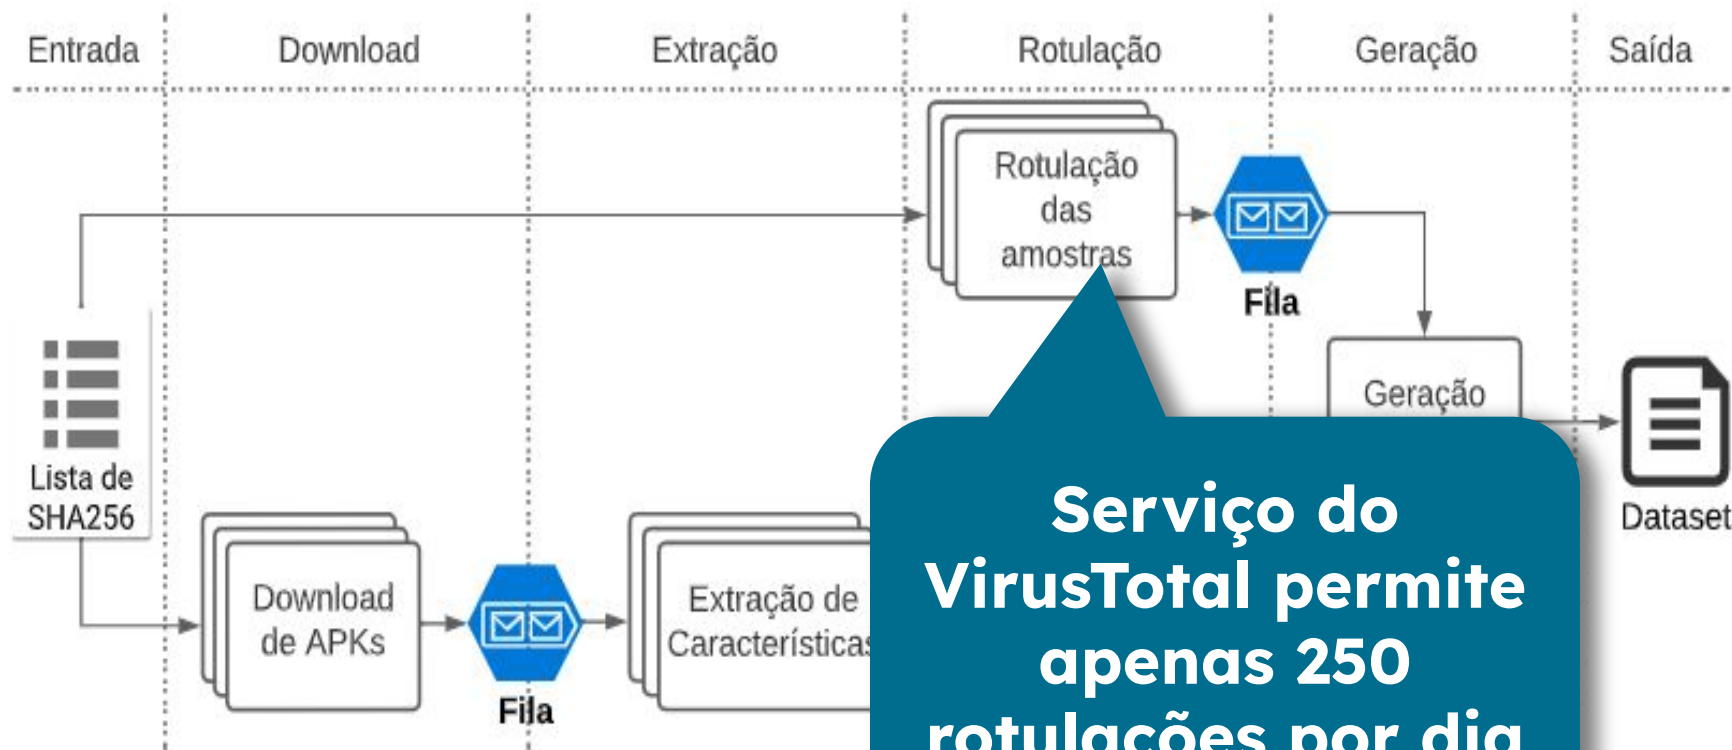 Entrada
Download
Extração
Rotulação
Geração
Saída
Rotulação
das
amostras
Fila
Geração
Lista de
SHA256
Dataset
Download
de APKs
Fila
Extração de
Características
Serviço do
VirusTotal permite
apenas 250
rotulações por dia